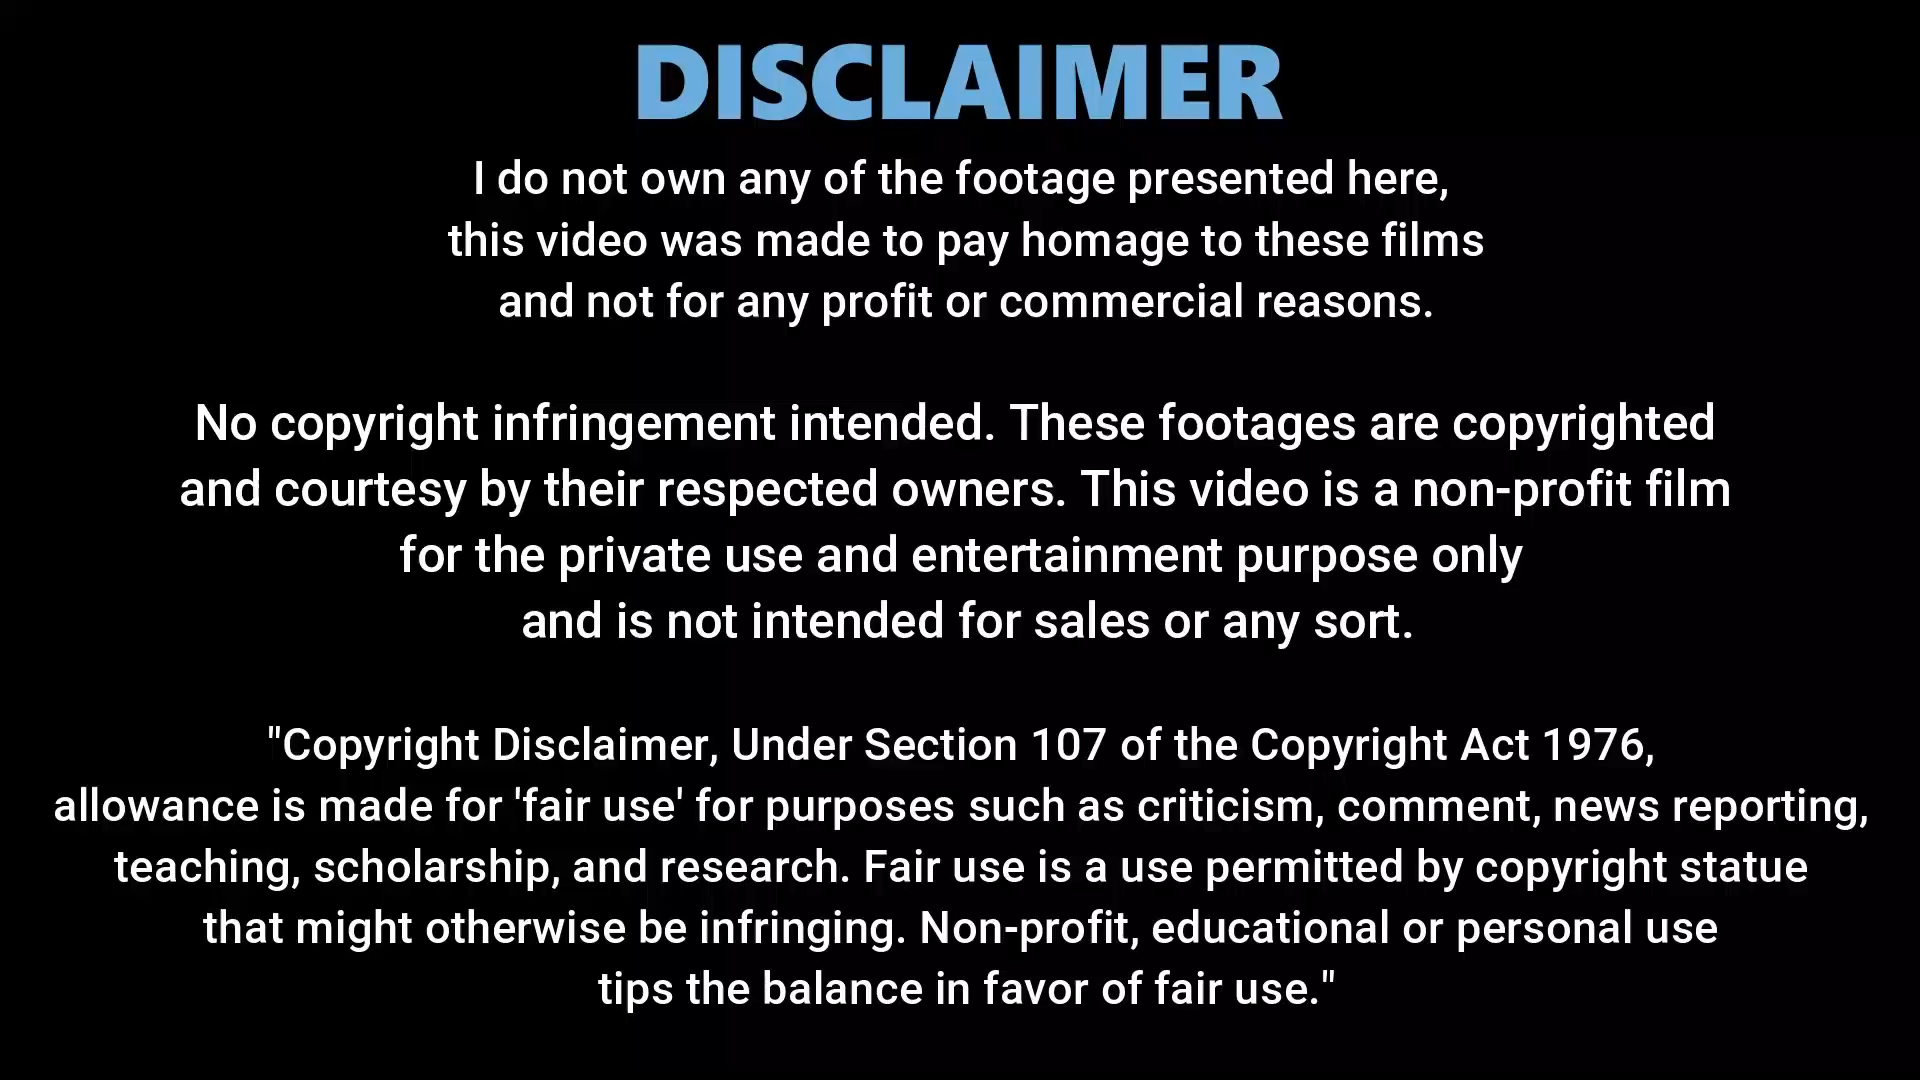 DISCLAIMER
I do not own any of the footage presented here,
this video was made to pay homage to these films
and not for any profit or commercial reasons.
No copyright infringement intended. These footages are copyrighted
and courtesy by their respected owners. This video is a non-profit film
for the private use and entertainment purpose only
and is not intended for sales or any sort.
"Copyright Disclaimer, Under Section 107 of the Copyright Act 1976,
allowance is made for 'fair use' for purposes such as criticism, comment, news reporting,
teaching, scholarship, and research. Fair use is a use permitted by copyright statue
that might otherwise be infringing. Non-profit, educational or personal use
tips the balance in favor of fair use."